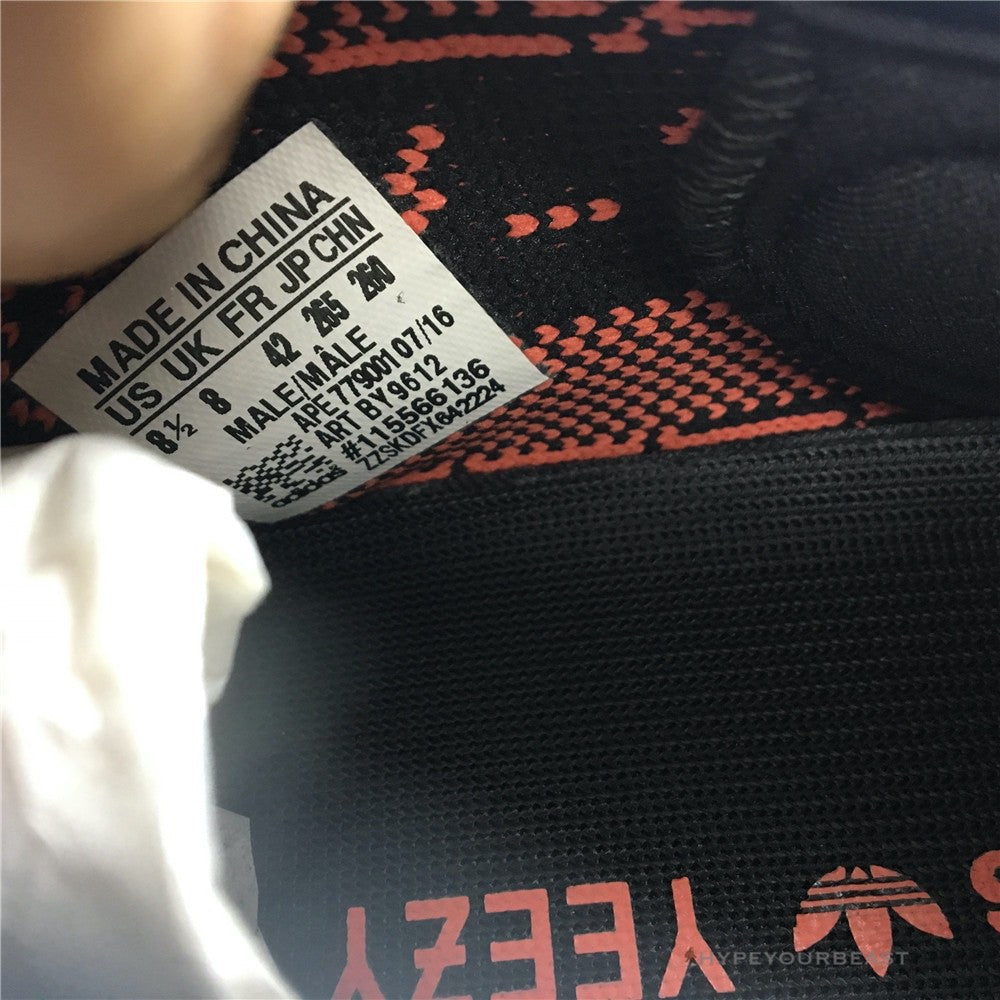 MADE IN CHINA
US UK FR JP CHN
8½ 8 42 265 260
MALE/MÂLE
APE 779001 07/16
ART BY9612
#115566136
ZZSKDFX642224
adidas
YEEZY
HYPEYOURBEAST